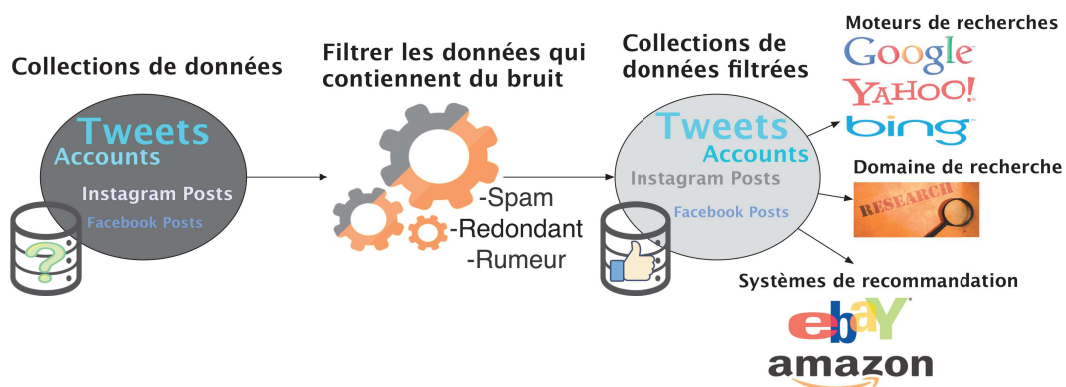 Collections de données
Tweets
Accounts
Instagram Posts
Facebook Posts
?
Filtrer les données qui
contiennent du bruit
-Spam
-Redondant
-Rumeur
Collections de
données filtrées
Tweets
Accounts
Instagram Posts
Facebook Posts
Moteurs de recherches
Google
YAHOO!
bing™
Domaine de recherche
RESEARCH
Systèmes de recommandation
ebay
amazon